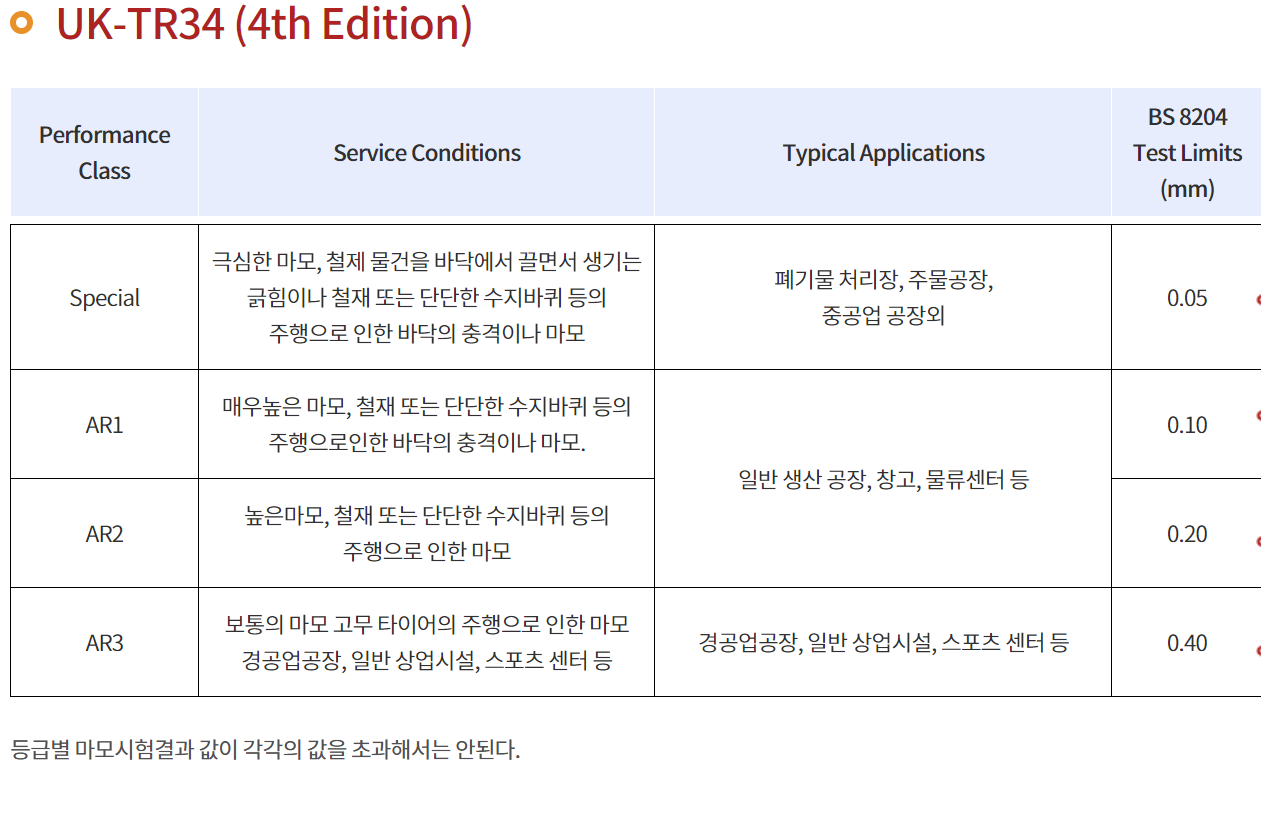 UK-TR34 (4th Edition)
Performance
Class
Service Conditions
Typical Applications
BS 8204
Test Limits
(mm)
Special
극심한 마모, 철제 물건을 바닥에서 끌면서 생기는
긁힘이나 철재 또는 단단한 수지바퀴 등의
주행으로 인한 바닥의 충격이나 마모
폐기물 처리장, 주물공장,
중공업 공장외
0.05
AR1
매우높은 마모, 철재 또는 단단한 수지바퀴 등의
주행으로인한 바닥의 충격이나 마모.
일반 생산 공장, 창고, 물류센터 등
0.10
AR2
높은마모, 철재 또는 단단한 수지바퀴 등의
주행으로 인한 마모
0.20
AR3
보통의 마모 고무 타이어의 주행으로 인한 마모
경공업공장, 일반 상업시설, 스포츠 센터 등
경공업공장, 일반 상업시설, 스포츠 센터 등
0.40
등급별 마모시험결과 값이 각각의 값을 초과해서는 안된다.